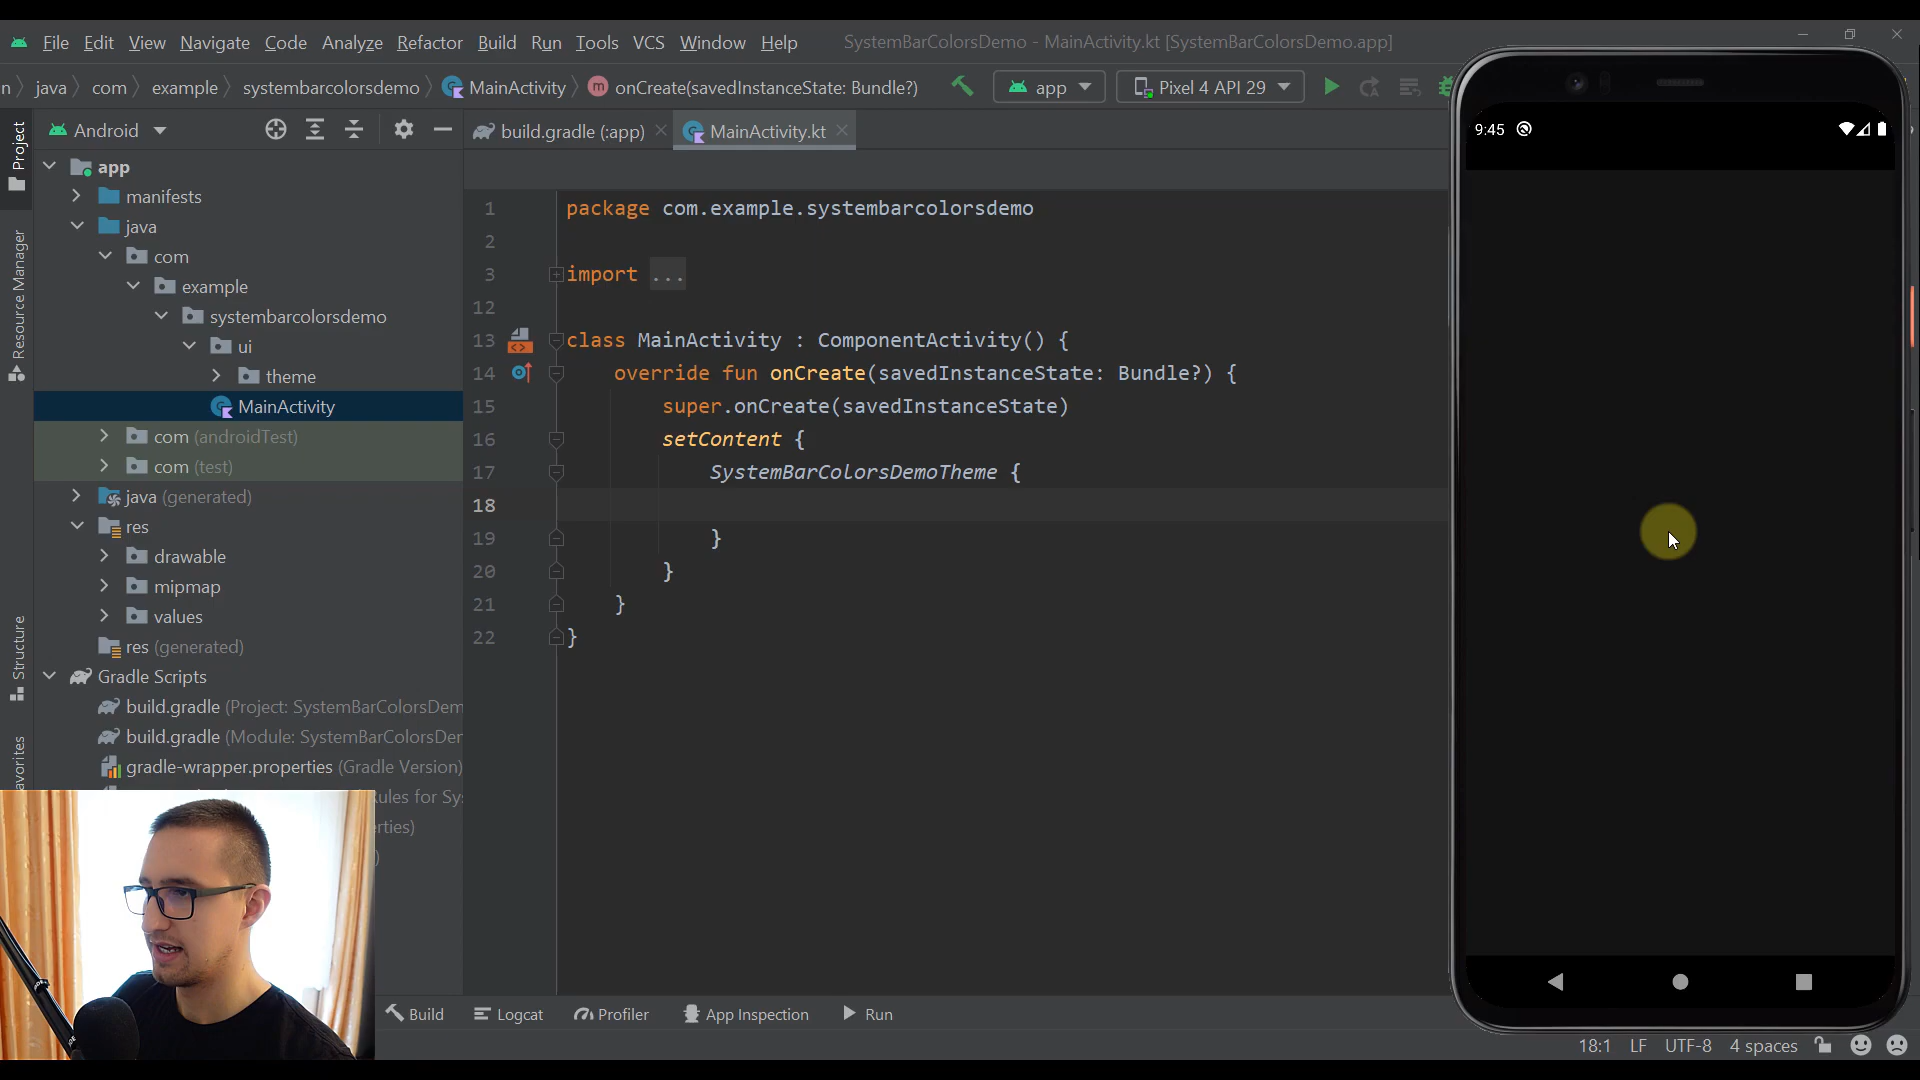 File Edit View Navigate Code Analyze Refactor Build Run Tools VCS Window Help SystemBarColorsDemo - MainActivity.kt [SystemBarColorsDemo.app]
n java com example systembarcolorsdemo MainActivity onCreate(savedInstanceState: Bundle?) app Pixel 4 API 29
Android
build.gradle (:app) MainActivity.kt
9:45
Project
Resource Manager
Structure
avorites
app
manifests
java
com
example
systembarcolorsdemo
ui
theme
MainActivity
com (androidTest)
com (test)
java (generated)
res
drawable
mipmap
values
res (generated)
Gradle Scripts
build.gradle (Project: SystemBarColorsDem
build.gradle (Module: SystemBarColorsDer
gradle-wrapper.properties (Gradle Version)
ules for Sy
erties)
)
1 package com.example.systembarcolorsdemo
2
3 import ...
12
13 class MainActivity : ComponentActivity() {
14 override fun onCreate(savedInstanceState: Bundle?) {
15 super.onCreate(savedInstanceState)
16 setContent {
17 SystemBarColorsDemoTheme {
18
19 }
20 }
21 }
22 }
Build Logcat Profiler App Inspection Run
18:1 LF UTF-8 4 spaces